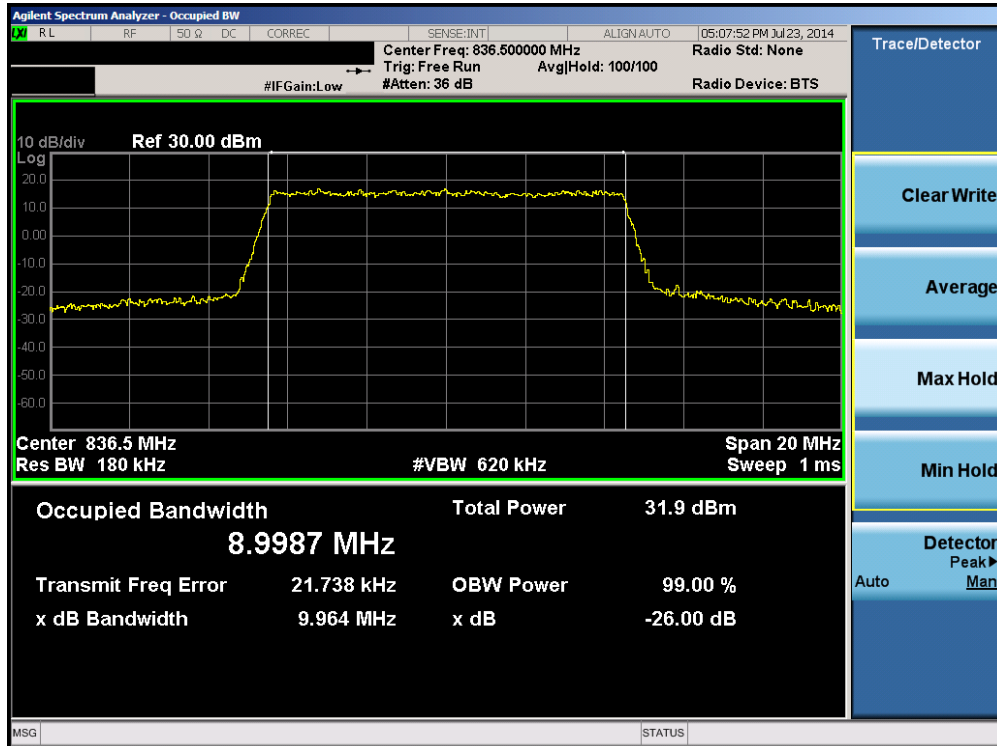 Agilent Spectrum Analyzer - Occupied BW
LXI RL RF 50 Ω DC CORREC SENSE:INT ALIGN AUTO 05:07:52 PM Jul 23, 2014
Center Freq: 836.500000 MHz Radio Std: None
Trig: Free Run Avg|Hold: 100/100
#IFGain:Low #Atten: 36 dB Radio Device: BTS
Trace/Detector
10 dB/div Ref 30.00 dBm
Log
20.0
10.0
0.00
-10.0
-20.0
-30.0
-40.0
-50.0
-60.0
Center 836.5 MHz Span 20 MHz
Res BW 180 kHz #VBW 620 kHz Sweep 1 ms
Occupied Bandwidth Total Power 31.9 dBm
8.9987 MHz
Transmit Freq Error 21.738 kHz OBW Power 99.00 %
x dB Bandwidth 9.964 MHz x dB -26.00 dB
Clear Write
Average
Max Hold
Min Hold
Detector
Peak▶
Auto Man
MSG STATUS